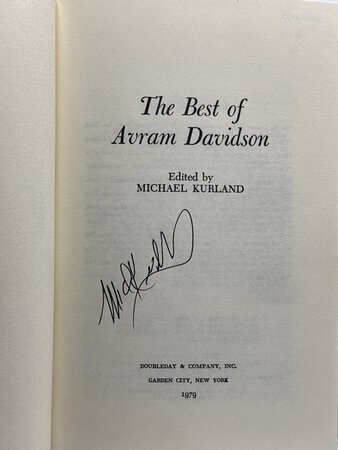 The Best of
Avram Davidson
Edited by
MICHAEL KURLAND
DOUBLEDAY & COMPANY, INC.
GARDEN CITY, NEW YORK
1979